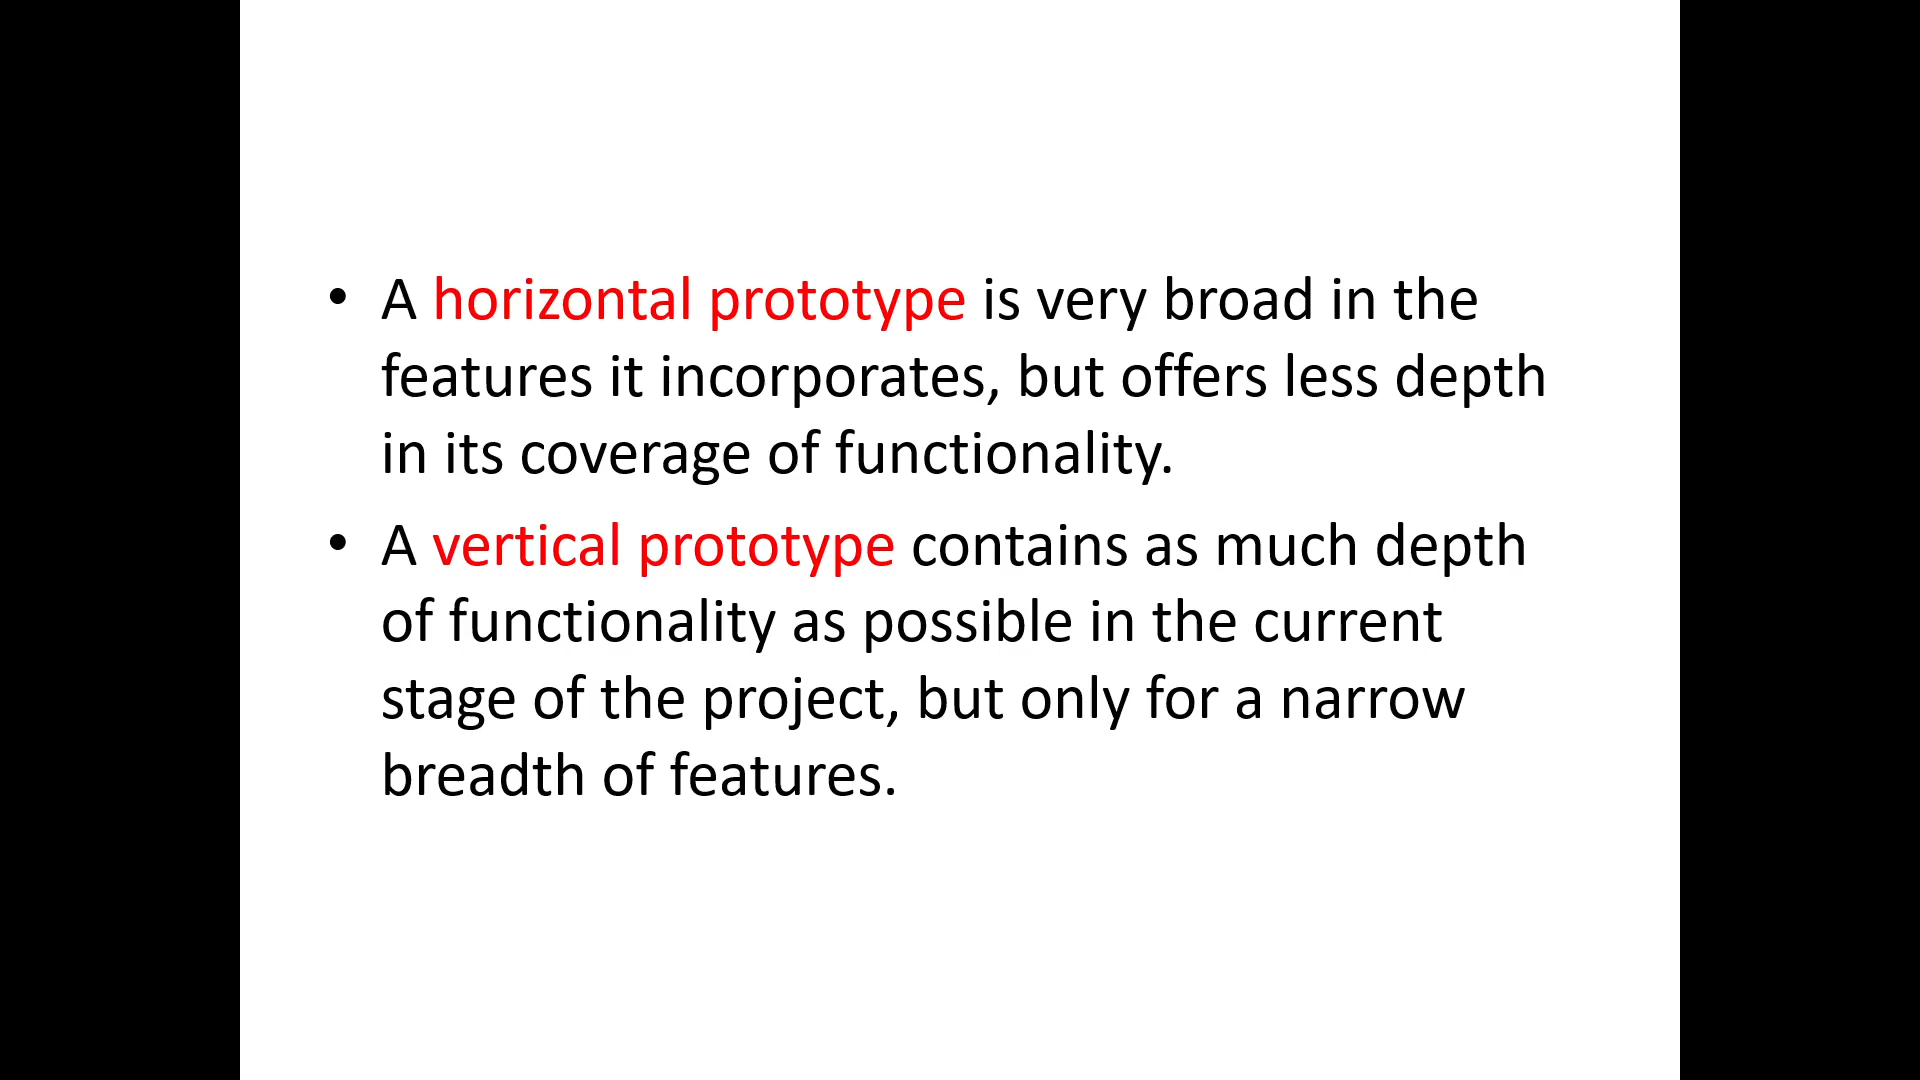 • A horizontal prototype is very broad in the
features it incorporates, but offers less depth
in its coverage of functionality.
• A vertical prototype contains as much depth
of functionality as possible in the current
stage of the project, but only for a narrow
breadth of features.